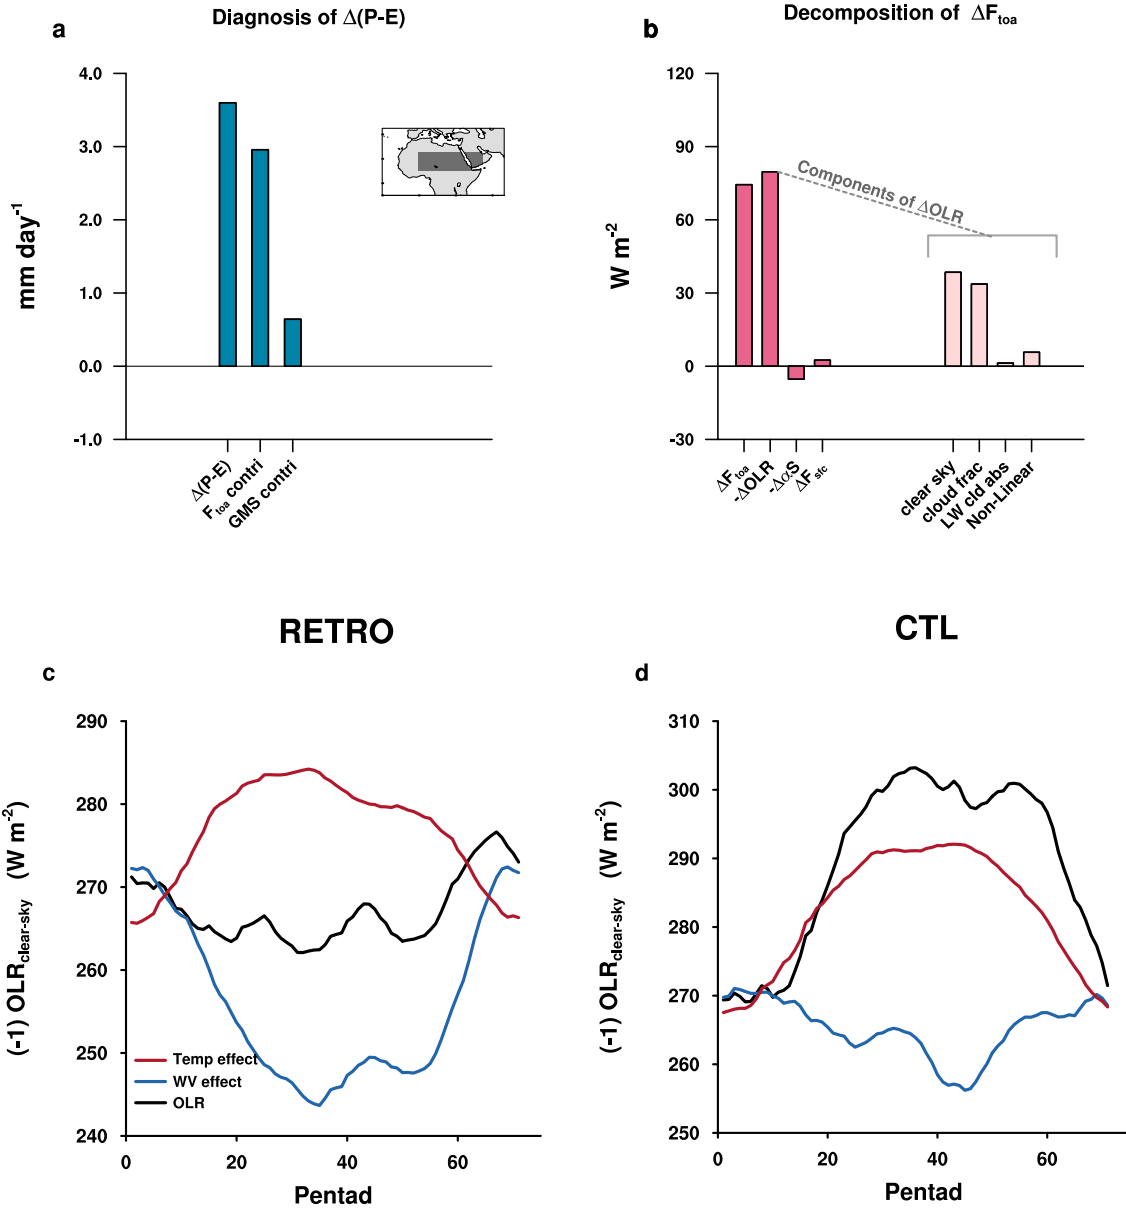 a
Diagnosis of Δ(P-E)
4.0
3.0
2.0
1.0
0.0
-1.0
mm day-1
Δ(P-E)
Ftoa contri
GMS contri
b
Decomposition of ΔFtoa
120
90
60
30
0
-30
W m-2
Components of ΔOLR
ΔFtoa
-ΔOLR
-ΔαS
ΔFsfc
clear sky
cloud frac
LW cld abs
Non-Linear
RETRO
c
290
280
270
260
250
240
(-1) OLRclear-sky (W m-2)
Temp effect
WV effect
OLR
0 20 40 60
Pentad
CTL
d
310
300
290
280
270
260
250
(-1) OLRclear-sky (W m-2)
0 20 40 60
Pentad